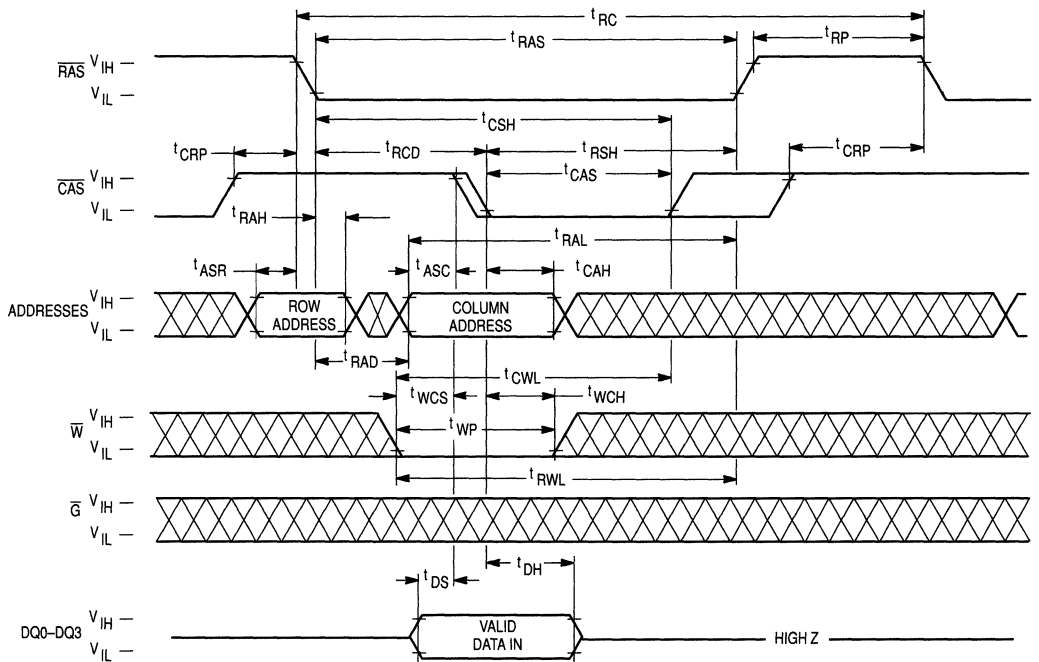 tRC
tRAS
tRP
RAS VIH
VIL
tCSH
tCRP
tRCD
tRSH
tCRP
CAS VIH
VIL
tCAS
tRAH
tRAL
tASR
tASC
tCAH
ADDRESSES VIH
VIL
ROW ADDRESS
COLUMN ADDRESS
tRAD
tCWL
tWCS
tWCH
W VIH
VIL
tWP
tRWL
G VIH
VIL
tDS
tDH
DQ0–DQ3 VIH
VIL
VALID DATA IN
HIGH Z